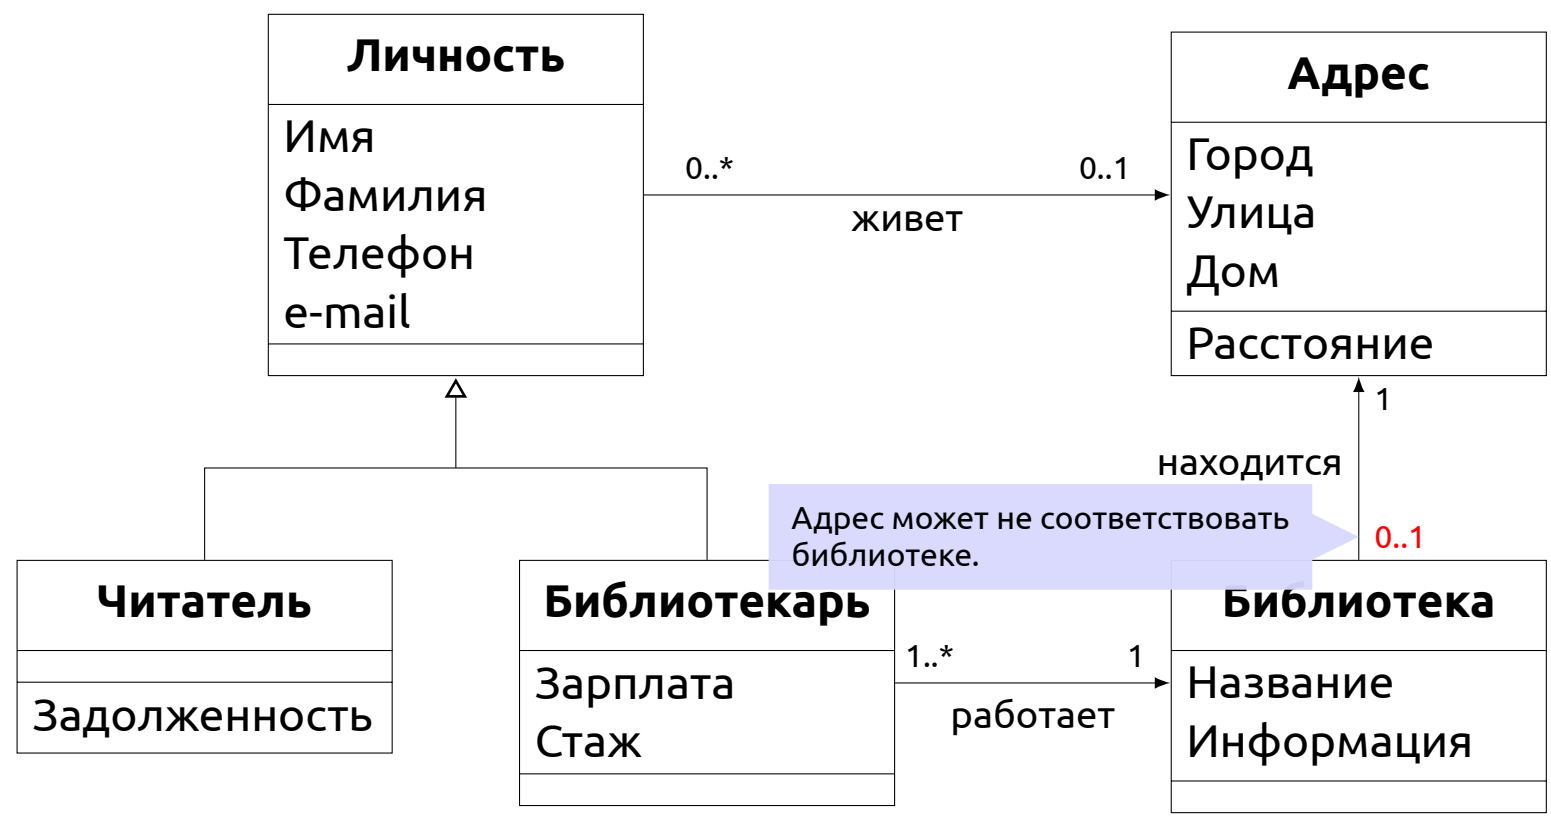 Личность
Имя
Фамилия
Телефон
e-mail
0..*
0..1
живет
Адрес
Город
Улица
Дом
Расстояние
1
находится
0..1
Адрес может не соответствовать
библиотеке.
Читатель
Задолженность
Библиотекарь
Зарплата
Стаж
1..*
1
работает
Библиотека
Название
Информация